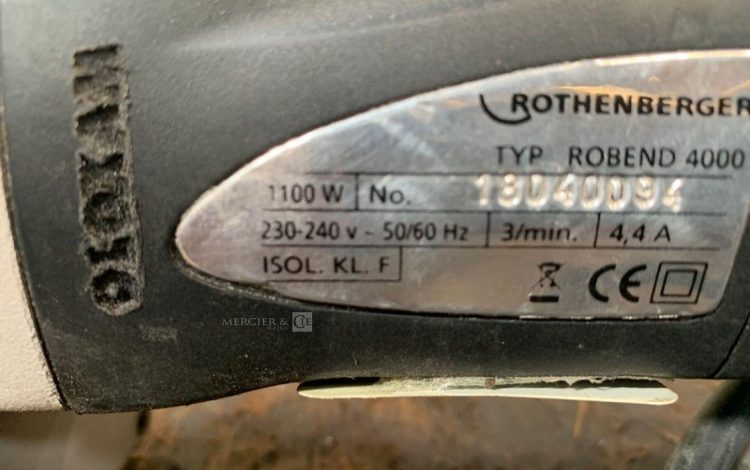 ROTHENBERGER
TYP ROBEND 4000
1100 W No. 18040094
230-240 v ~ 50/60 Hz 3/min. 4,4 A
ISOL. KL. F
CE
MERCIER & CIE
AUCTION